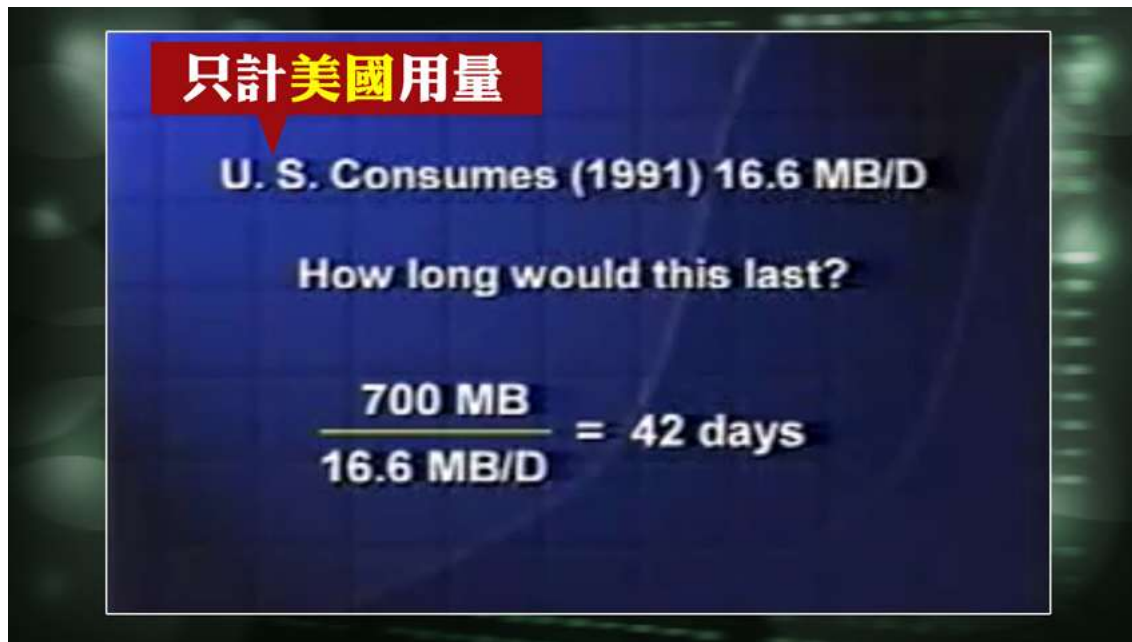 只計美國用量
U. S. Consumes (1991) 16.6 MB/D
How long would this last?
700 MB
16.6 MB/D
= 42 days